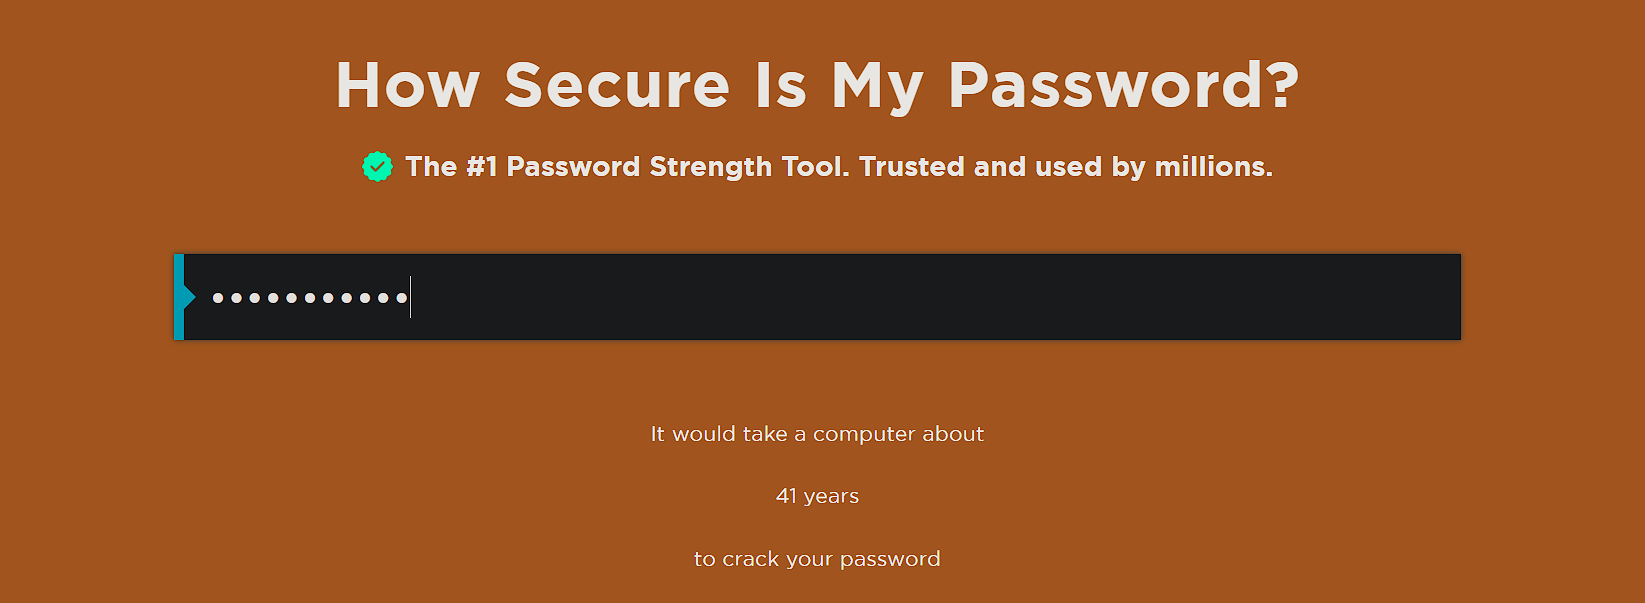 How Secure Is My Password?
The #1 Password Strength Tool. Trusted and used by millions.
•••••••••••
It would take a computer about
41 years
to crack your password